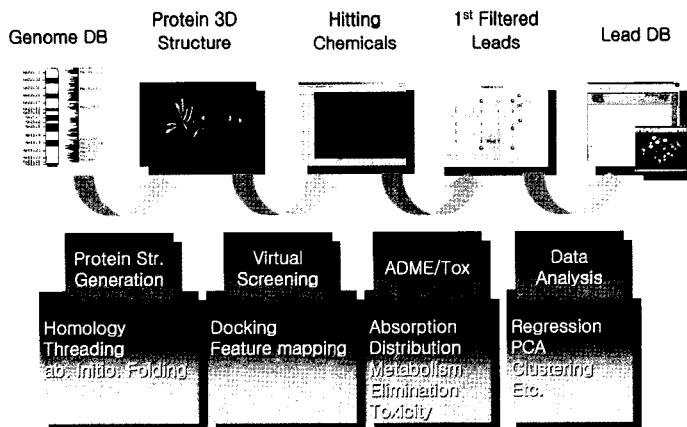 Genome DB
Protein 3D
Structure
Hitting
Chemicals
1st Filtered
Leads
Lead DB
Protein Str.
Generation
Virtual
Screening
ADME/Tox
Data
Analysis
Homology
Threading
ab. Initio. Folding
Docking
Feature mapping
Absorption
Distribution
Metabolism
Elimination
Toxicity
Regression
PCA
Clustering
Etc.